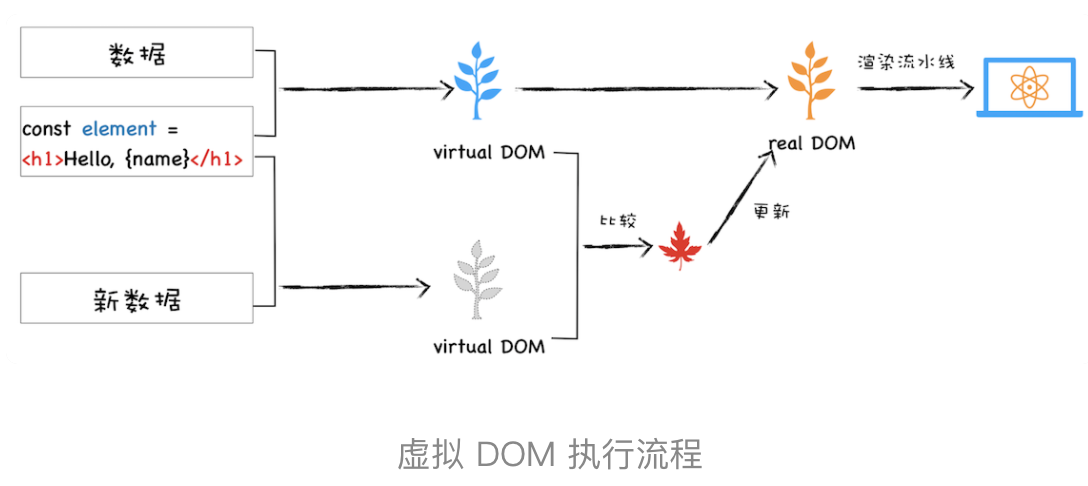 数据
const element =
<h1>Hello, {name}</h1>
新数据
virtual DOM
virtual DOM
比较
更新
real DOM
渲染流水线
虚拟 DOM 执行流程